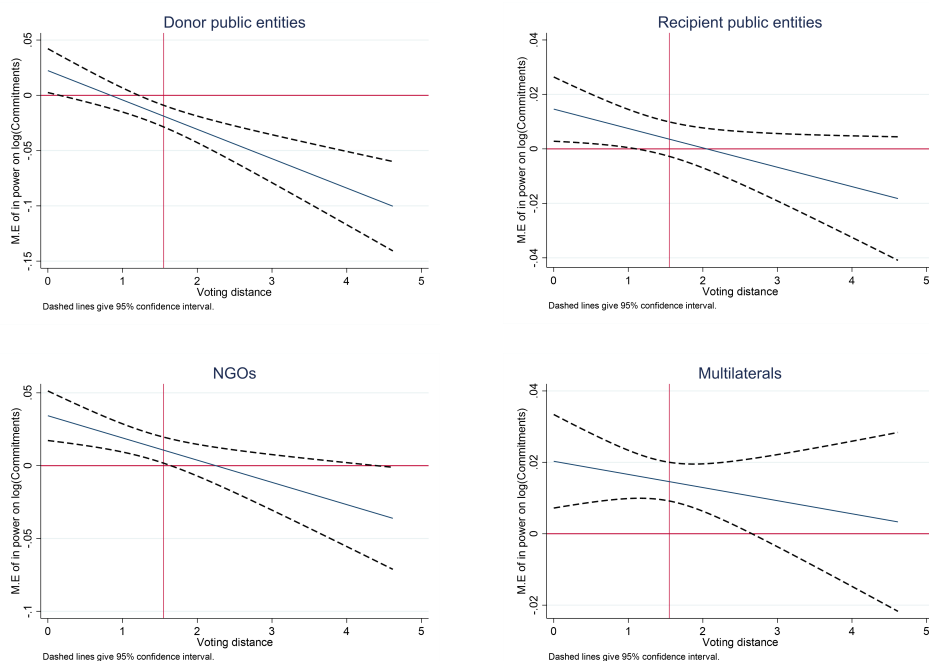 Donor public entities
M.E of in power on log(Commitments)
.05
0
-.05
-.1
-.15
0 1 2 3 4 5
Voting distance
Dashed lines give 95% confidence interval.
Recipient public entities
M.E of in power on log(Commitments)
.04
.02
0
-.02
-.04
0 1 2 3 4 5
Voting distance
Dashed lines give 95% confidence interval.
NGOs
M.E of in power on log(Commitments)
.05
0
-.05
-.1
0 1 2 3 4 5
Voting distance
Dashed lines give 95% confidence interval.
Multilaterals
M.E of in power on log(Commitments)
.04
.02
0
-.02
0 1 2 3 4 5
Voting distance
Dashed lines give 95% confidence interval.